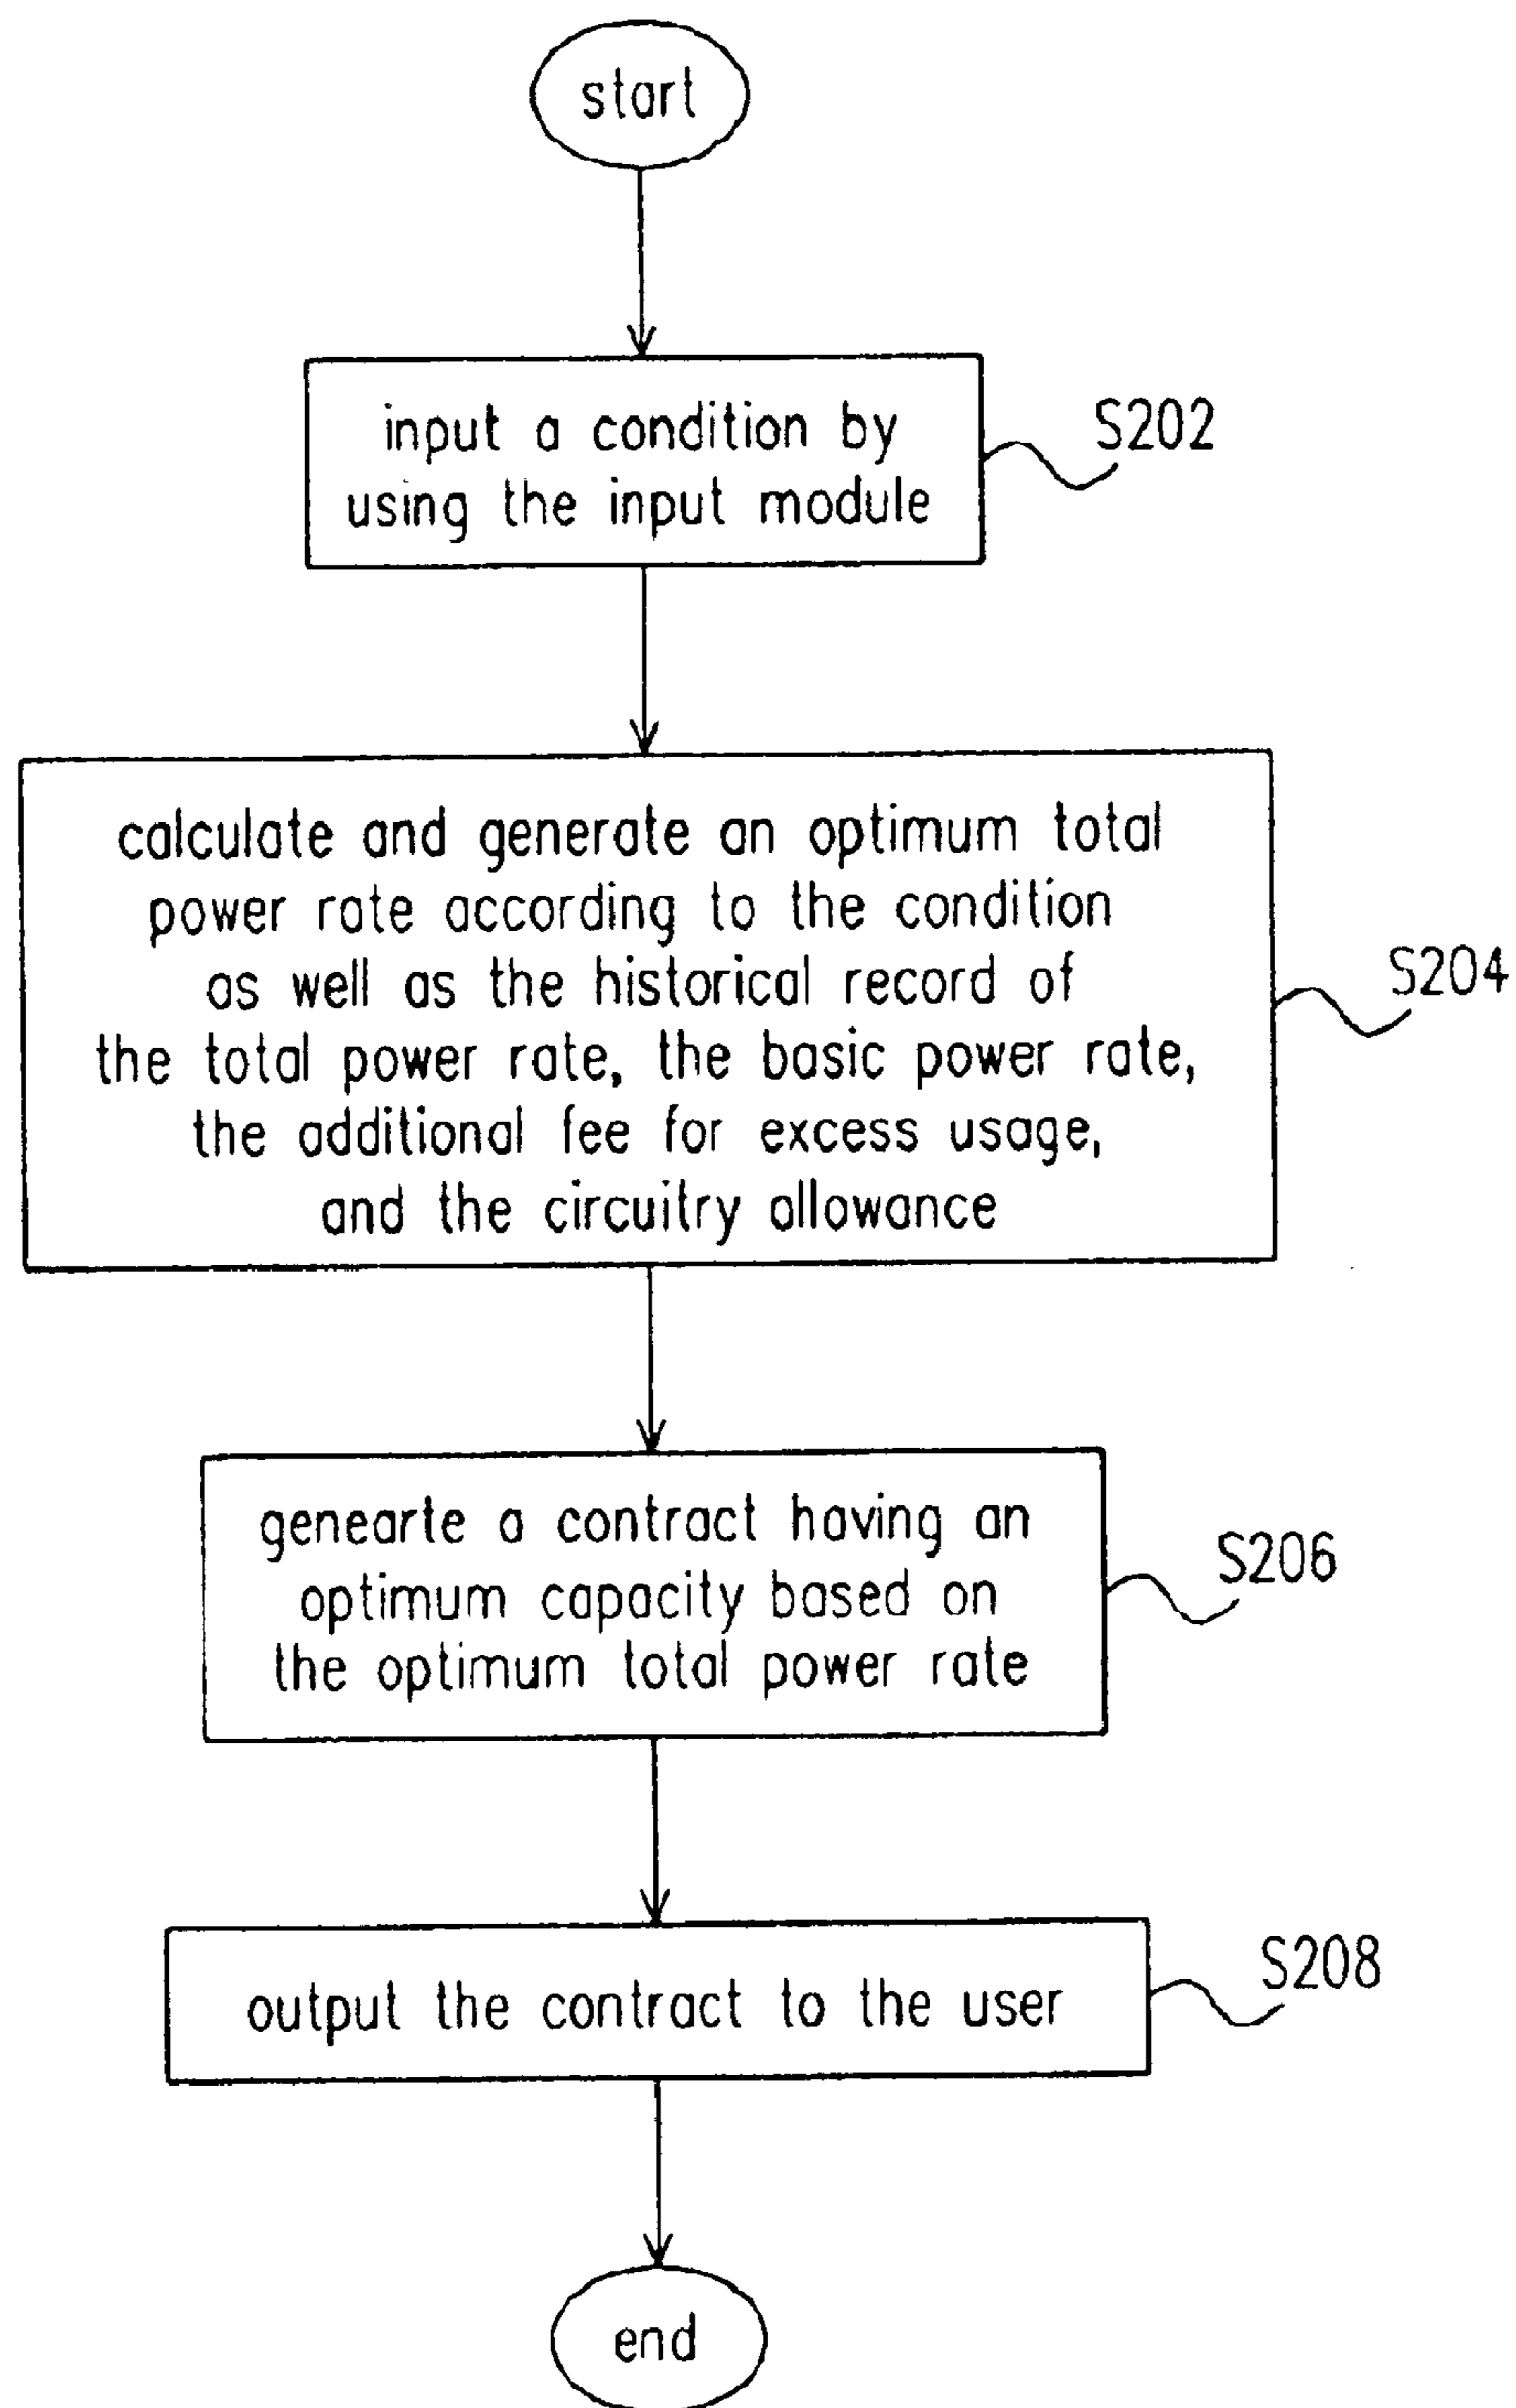 start
input a condition by
using the input module
S202
calculate and generate an optimum total
power rate according to the condition
as well as the historical record of
the total power rate, the basic power rate,
the additional fee for excess usage,
and the circuitry allowance
S204
genearte a contract having an
optimum capacity based on
the optimum total power rate
S206
output the contract to the user
S208
end